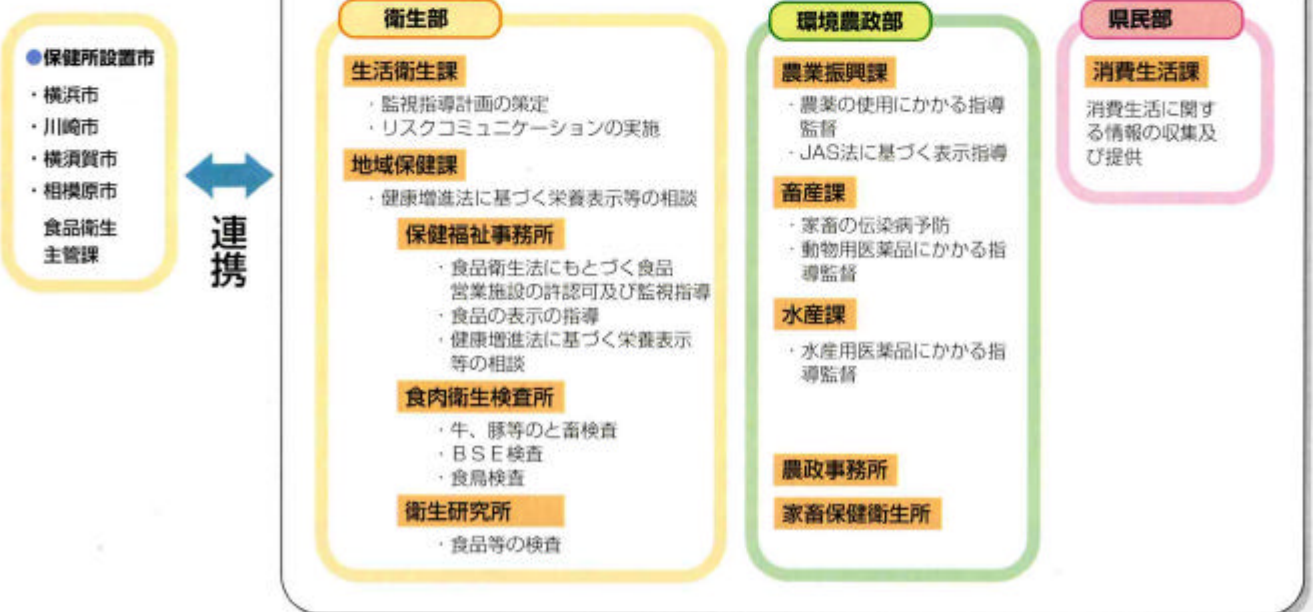 ●保健所設置市
・横浜市
・川崎市
・横須賀市
・相模原市
食品衛生
主管課
連携
衛生部
生活衛生課
・監視指導計画の策定
・リスクコミュニケーションの実施
地域保健課
・健康増進法に基づく栄養表示等の相談
保健福祉事務所
・食品衛生法にもとづく食品
営業施設の許認可及び監視指導
・食品の表示の指導
・健康増進法に基づく栄養表示
等の相談
食肉衛生検査所
・牛、豚等のと畜検査
・BSE検査
・食鳥検査
衛生研究所
・食品等の検査
環境農政部
農業振興課
・農薬の使用にかかる指導
監督
・JAS法に基づく表示指導
畜産課
・家畜の伝染病予防
・動物用医薬品にかかる指
導監督
水産課
・水産用医薬品にかかる指
導監督
農政事務所
家畜保健衛生所
県民部
消費生活課
消費生活に関す
る情報の収集及
び提供